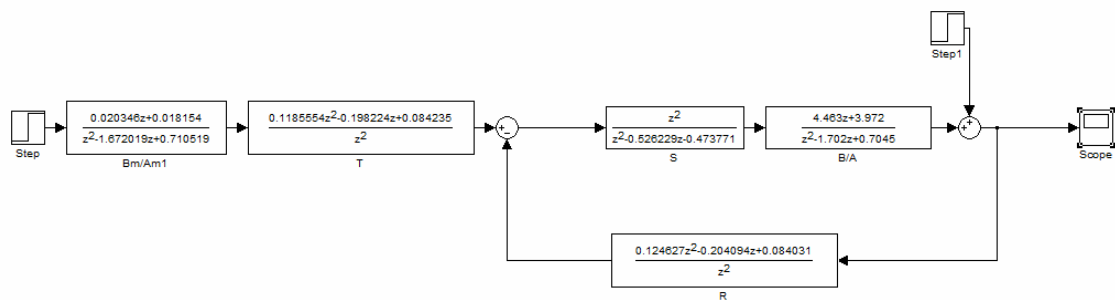 Step1
Step
0.020346z+0.018154
z2-1.672019z+0.710519
Bm/Am1
0.1185554z2-0.198224z+0.084235
z2
T
z2
z2-0.526229z-0.473771
S
4.463z+3.972
z2-1.702z+0.7045
B/A
Scope
0.124627z2-0.204094z+0.084031
z2
R